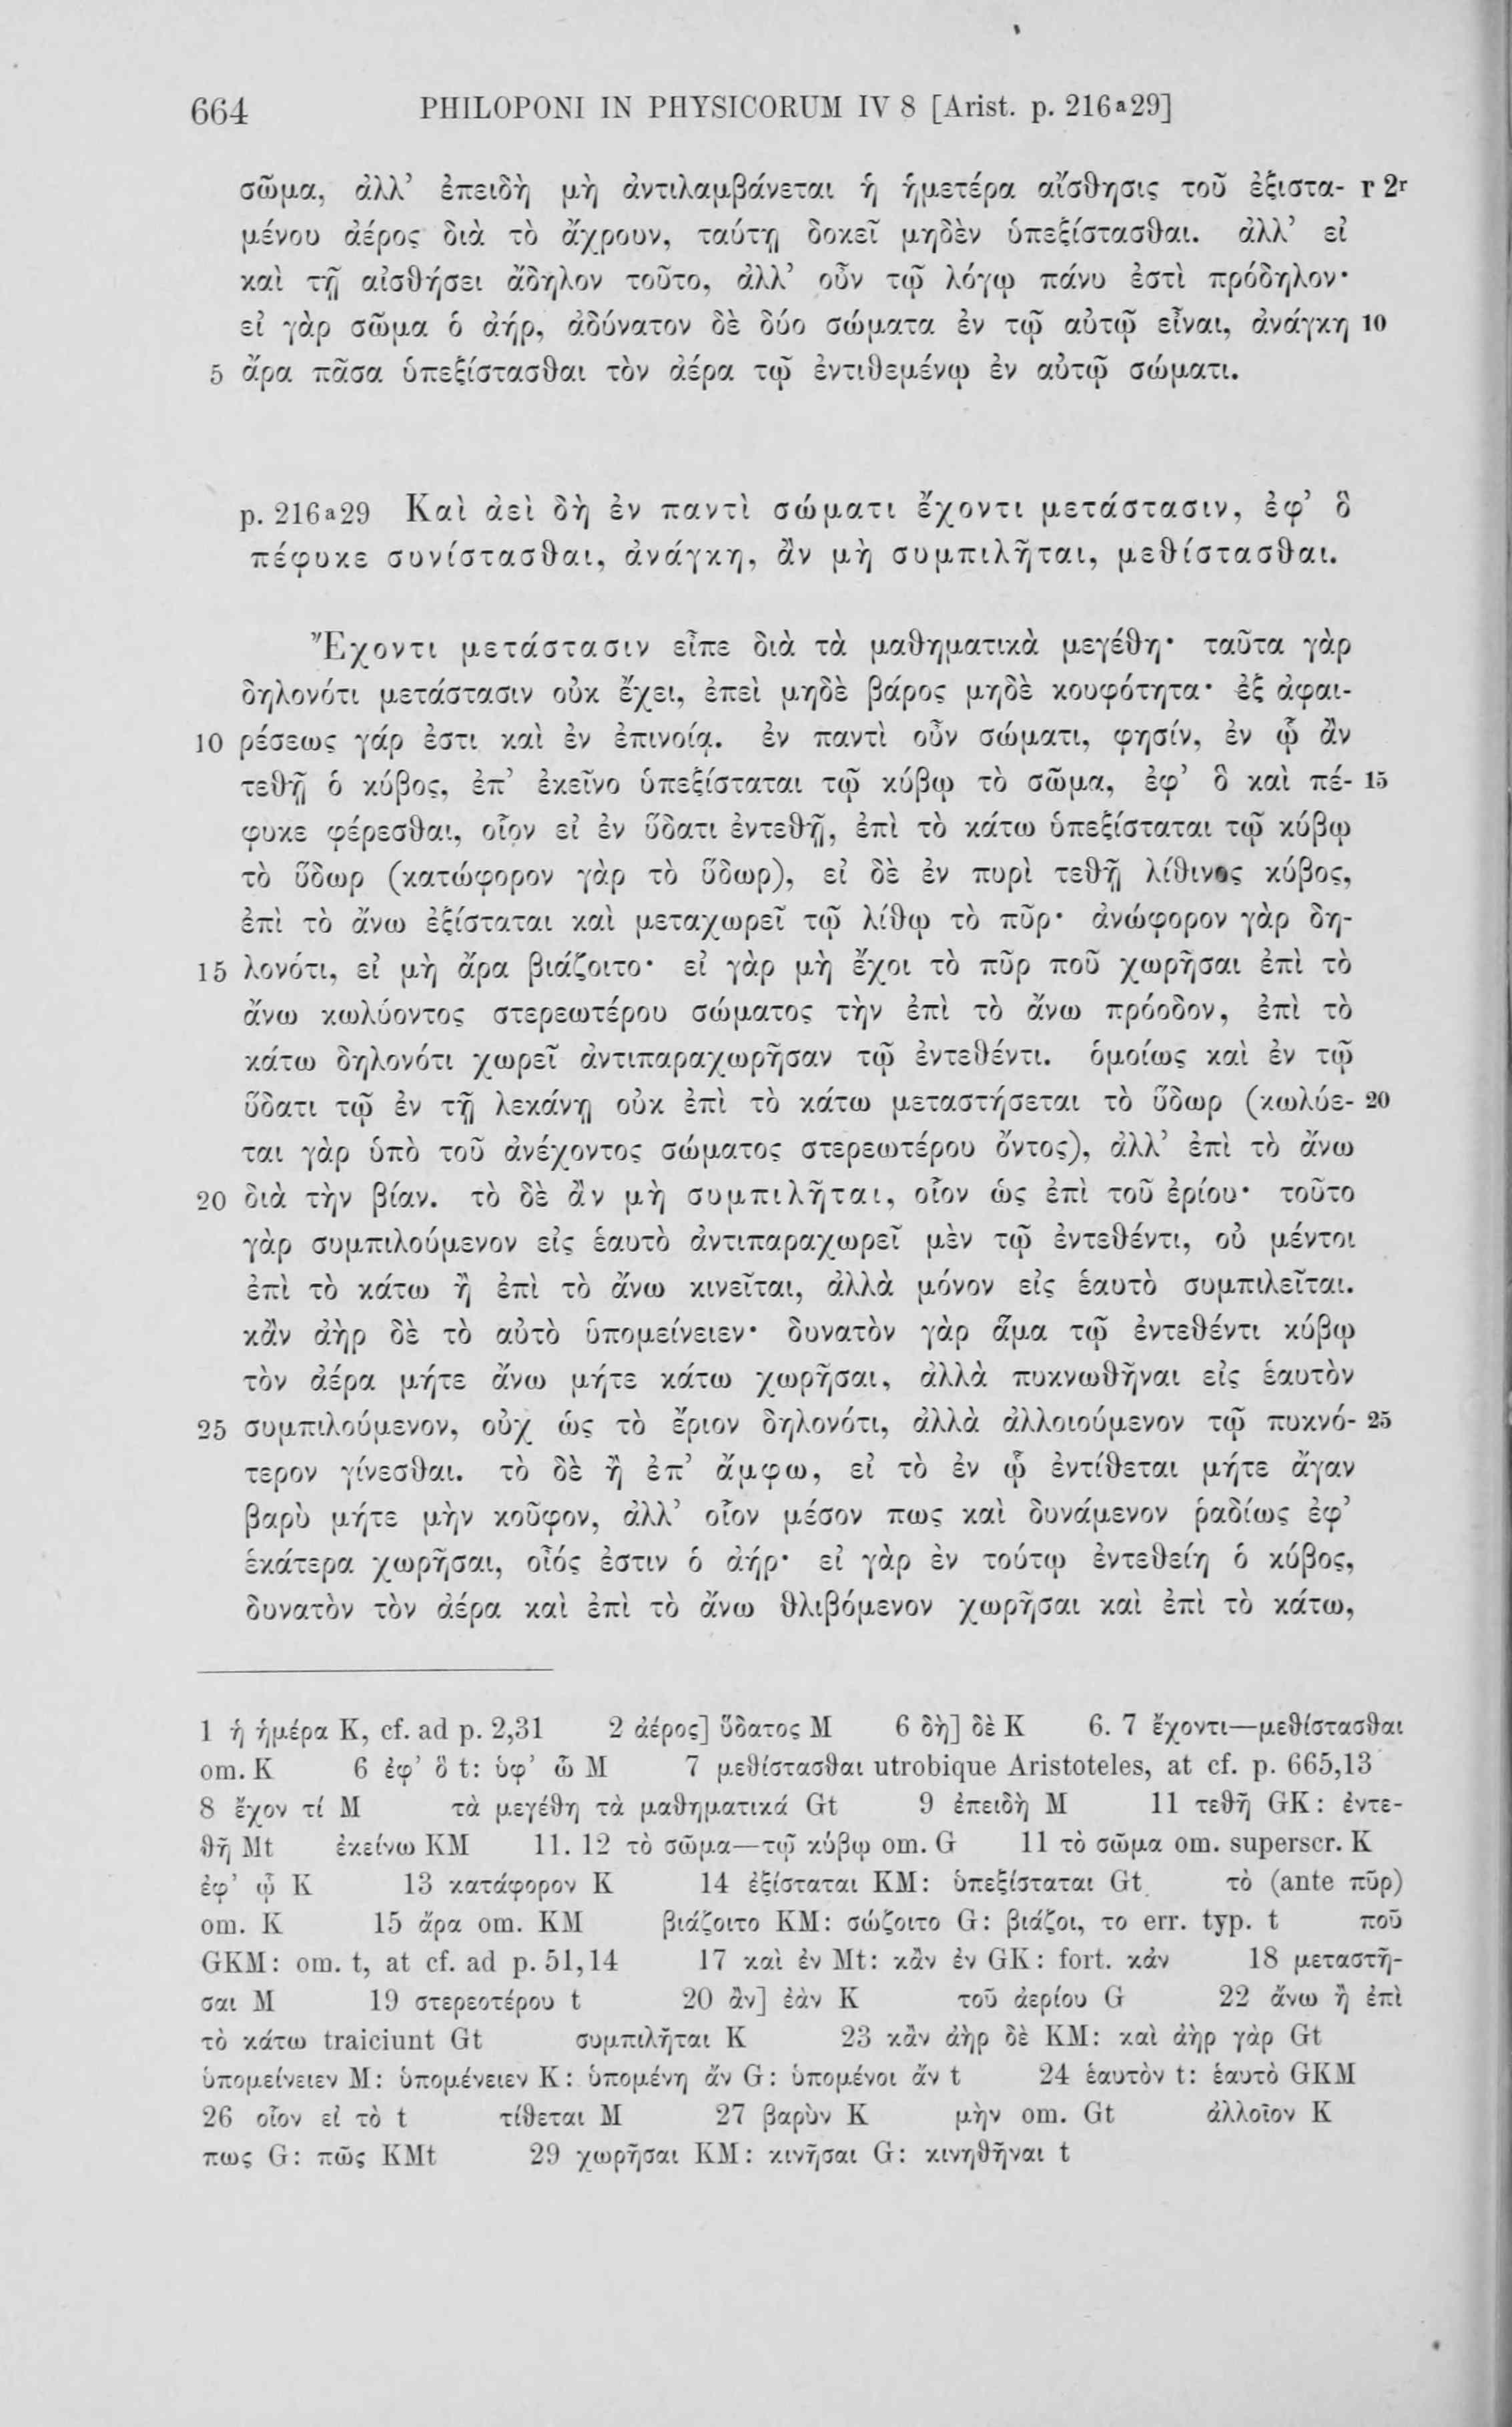 664 PHILOPONI IN PHYSICORUM IV 8 [Arist. p. 216a29]
σῶμα, ἀλλ’ ἐπειδὴ μὴ ἀντιλαμβάνεται ἡ ἡμετέρα αἴσθησις τοῦ ἐξιστα- r 2r
μένου ἀέρος διὰ τὸ ἄχρουν, ταύτῃ δοκεῖ μηδὲν ὑπεξίστασθαι. ἀλλ’ εἰ
καὶ τῇ αἰσθήσει ἄδηλον τοῦτο, ἀλλ’ οὖν τῷ λόγῳ πάνυ ἐστὶ πρόδηλον·
εἰ γὰρ σῶμα ὁ ἀήρ, ἀδύνατον δὲ δύο σώματα ἐν τῷ αὐτῷ εἶναι, ἀνάγκη 10
5 ἄρα πᾶσα ὑπεξίστασθαι τὸν ἀέρα τῷ ἐντιθεμένῳ ἐν αὐτῷ σώματι.
p. 216a29 Καὶ ἀεὶ δὴ ἐν παντὶ σώματι ἔχοντι μετάστασιν, ἐφ’ ὃ
πέφυκε συνίστασθαι, ἀνάγκη, ἂν μὴ συμπιλῆται, μεθίστασθαι.
Ἔχοντι μετάστασιν εἶπε διὰ τὰ μαθηματικὰ μεγέθη· ταῦτα γὰρ
δηλονότι μετάστασιν οὐκ ἔχει, ἐπεὶ μηδὲ βάρος μηδὲ κουφότητα· ἐξ ἀφαι-
10 ρέσεως γάρ ἐστι καὶ ἐν ἐπινοίᾳ. ἐν παντὶ οὖν σώματι, φησίν, ἐν ᾧ ἂν
τεθῇ ὁ κύβος, ἐπ’ ἐκεῖνο ὑπεξίσταται τῷ κύβῳ τὸ σῶμα, ἐφ’ ὃ καὶ πέ- 15
φυκε φέρεσθαι, οἷον εἰ ἐν ὕδατι ἐντεθῇ, ἐπὶ τὸ κάτω ὑπεξίσταται τῷ κύβῳ
τὸ ὕδωρ (κατώφορον γὰρ τὸ ὕδωρ), εἰ δὲ ἐν πυρὶ τεθῇ λίθινος κύβος,
ἐπὶ τὸ ἄνω ἐξίσταται καὶ μεταχωρεῖ τῷ λίθῳ τὸ πῦρ· ἀνώφορον γὰρ δη-
15 λονότι, εἰ μὴ ἄρα βιάζοιτο· εἰ γὰρ μὴ ἔχοι τὸ πῦρ ποῦ χωρῆσαι ἐπὶ τὸ
ἄνω κωλύοντος στερεωτέρου σώματος τὴν ἐπὶ τὸ ἄνω πρόοδον, ἐπὶ τὸ
κάτω δηλονότι χωρεῖ ἀντιπαραχωρῆσαν τῷ ἐντεθέντι. ὁμοίως καὶ ἐν τῷ
ὕδατι τῷ ἐν τῇ λεκάνῃ οὐκ ἐπὶ τὸ κάτω μεταστήσεται τὸ ὕδωρ (κωλύε- 20
ται γὰρ ὑπὸ τοῦ ἀνέχοντος σώματος στερεωτέρου ὄντος), ἀλλ’ ἐπὶ τὸ ἄνω
20 διὰ τὴν βίαν. τὸ δὲ ἂν μὴ συμπιλῆται, οἷον ὡς ἐπὶ τοῦ ἐρίου· τοῦτο
γὰρ συμπιλούμενον εἰς ἑαυτὸ ἀντιπαραχωρεῖ μὲν τῷ ἐντεθέντι, οὐ μέντοι
ἐπὶ τὸ κάτω ἢ ἐπὶ τὸ ἄνω κινεῖται, ἀλλὰ μόνον εἰς ἑαυτὸ συμπιλεῖται.
κἂν ἀὴρ δὲ τὸ αὐτὸ ὑπομείνειεν· δυνατὸν γὰρ ἅμα τῷ ἐντεθέντι κύβῳ
τὸν ἀέρα μήτε ἄνω μήτε κάτω χωρῆσαι, ἀλλὰ πυκνωθῆναι εἰς ἑαυτὸν
25 συμπιλούμενον, οὐχ ὡς τὸ ἔριον δηλονότι, ἀλλὰ ἀλλοιούμενον τῷ πυκνό- 25
τερον γίνεσθαι. τὸ δὲ ἢ ἐπ’ ἄμφω, εἰ τὸ ἐν ᾧ ἐντίθεται μήτε ἄγαν
βαρὺ μήτε μὴν κοῦφον, ἀλλ’ οἷον μέσον πως καὶ δυνάμενον ῥᾳδίως ἐφ’
ἑκάτερα χωρῆσαι, οἷός ἐστιν ὁ ἀήρ· εἰ γὰρ ἐν τούτῳ ἐντεθείη ὁ κύβος,
δυνατὸν τὸν ἀέρα καὶ ἐπὶ τὸ ἄνω θλιβόμενον χωρῆσαι καὶ ἐπὶ τὸ κάτω,
1 ἡ ἡμέρα K, cf. ad p. 2,31 2 ἀέρος] ὕδατος M 6 δὴ] δὲ K 6. 7 ἔχοντι—μεθίστασθαι
om. K 6 ἐφ’ ὃ t: ὑφ’ ὧ M 7 μεθίστασθαι utrobique Aristoteles, at cf. p. 665,13
8 ἔχον τί M τὰ μεγέθη τὰ μαθηματικά Gt 9 ἐπειδὴ M 11 τεθῇ GK: ἐντε-
θῇ Mt ἐκείνω KM 11. 12 τὸ σῶμα—τῷ κύβῳ om. G 11 τὸ σῶμα om. superscr. K
ἐφ’ ᾧ K 13 κατάφορον K 14 ἐξίσταται KM: ὑπεξίσταται Gt τὸ (ante πῦρ)
om. K 15 ἄρα om. KM βιάζοιτο KM: σώζοιτο G: βιάζοι, το err. typ. t ποῦ
GKM: om. t, at cf. ad p. 51,14 17 καὶ ἐν Mt: κἂν ἐν GK: fort. κἀν 18 μεταστῆ-
σαι M 19 στερεοτέρου t 20 ἂν] ἐὰν K τοῦ ἀερίου G 22 ἄνω ἢ ἐπὶ
τὸ κάτω traiciunt Gt συμπιλῆται K 23 κἂν ἀὴρ δὲ KM: καὶ ἀὴρ γὰρ Gt
ὑπομείνειεν M: ὑπομένειεν K: ὑπομένη ἄν G: ὑπομένοι ἄν t 24 ἑαυτὸν t: ἑαυτὸ GKM
26 οἷον εἰ τὸ t τίθεται M 27 βαρὺν K μὴν om. Gt ἀλλοῖον K
πως G: πῶς KMt 29 χωρῆσαι KM: κινῆσαι G: κινηθῆναι t